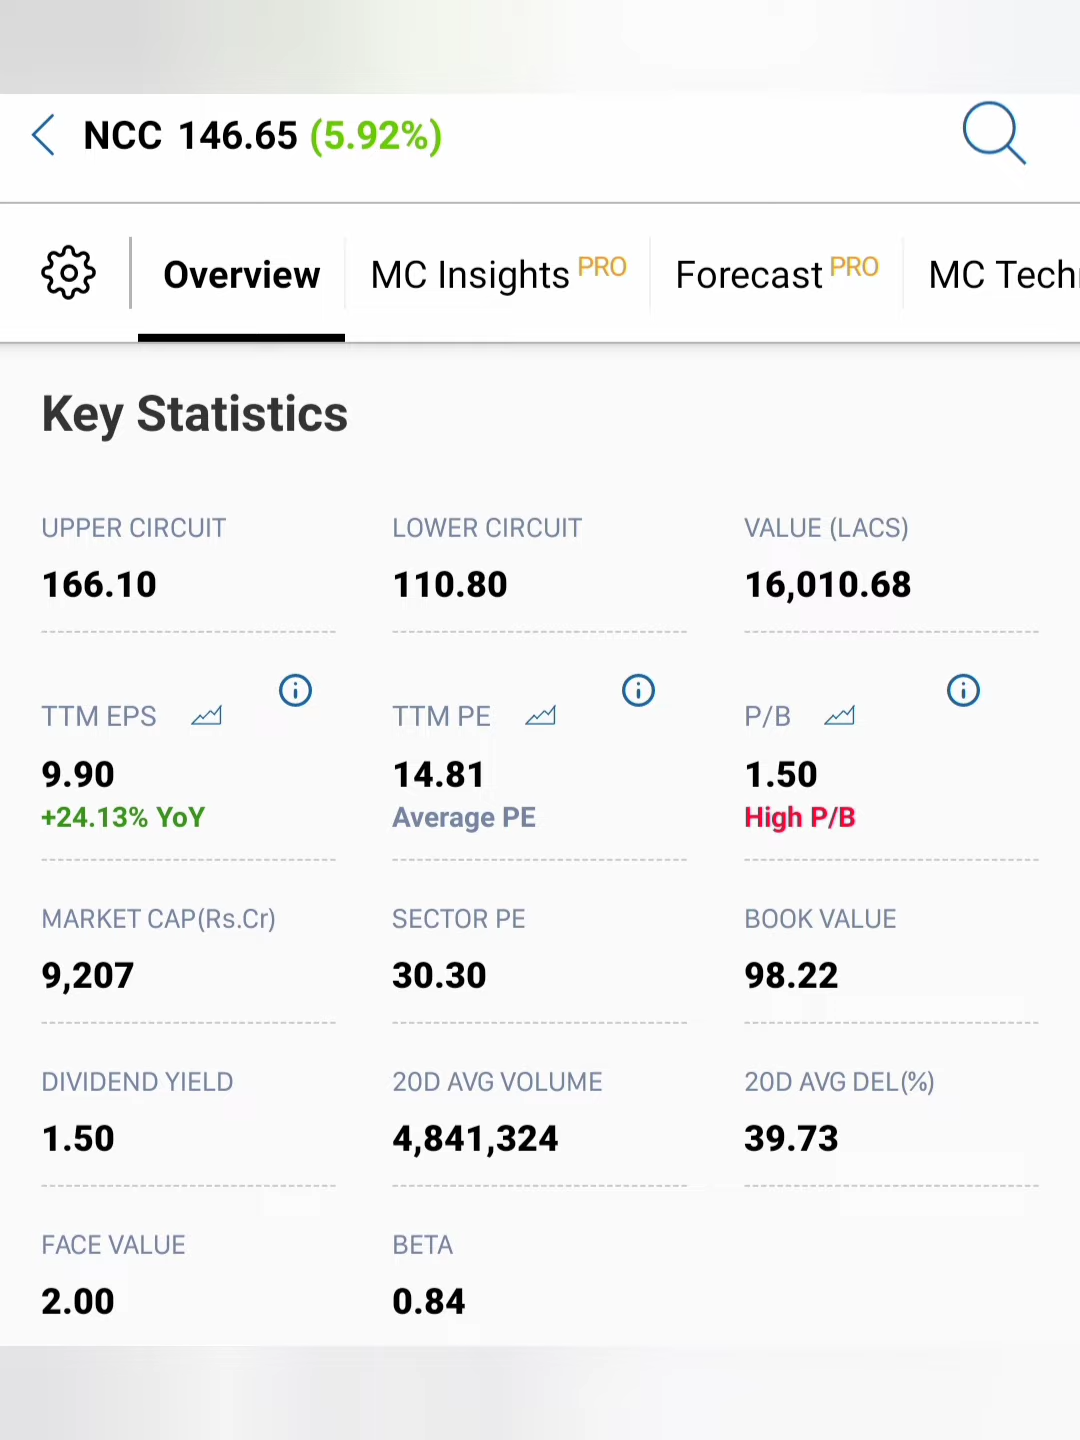 NCC 146.65 (5.92%)
Overview MC Insights PRO Forecast PRO MC Tech
Key Statistics
UPPER CIRCUIT LOWER CIRCUIT VALUE (LACS)
166.10 110.80 16,010.68
TTM EPS TTM PE P/B
9.90 14.81 1.50
+24.13% YoY Average PE High P/B
MARKET CAP(Rs.Cr) SECTOR PE BOOK VALUE
9,207 30.30 98.22
DIVIDEND YIELD 20D AVG VOLUME 20D AVG DEL(%)
1.50 4,841,324 39.73
FACE VALUE BETA
2.00 0.84